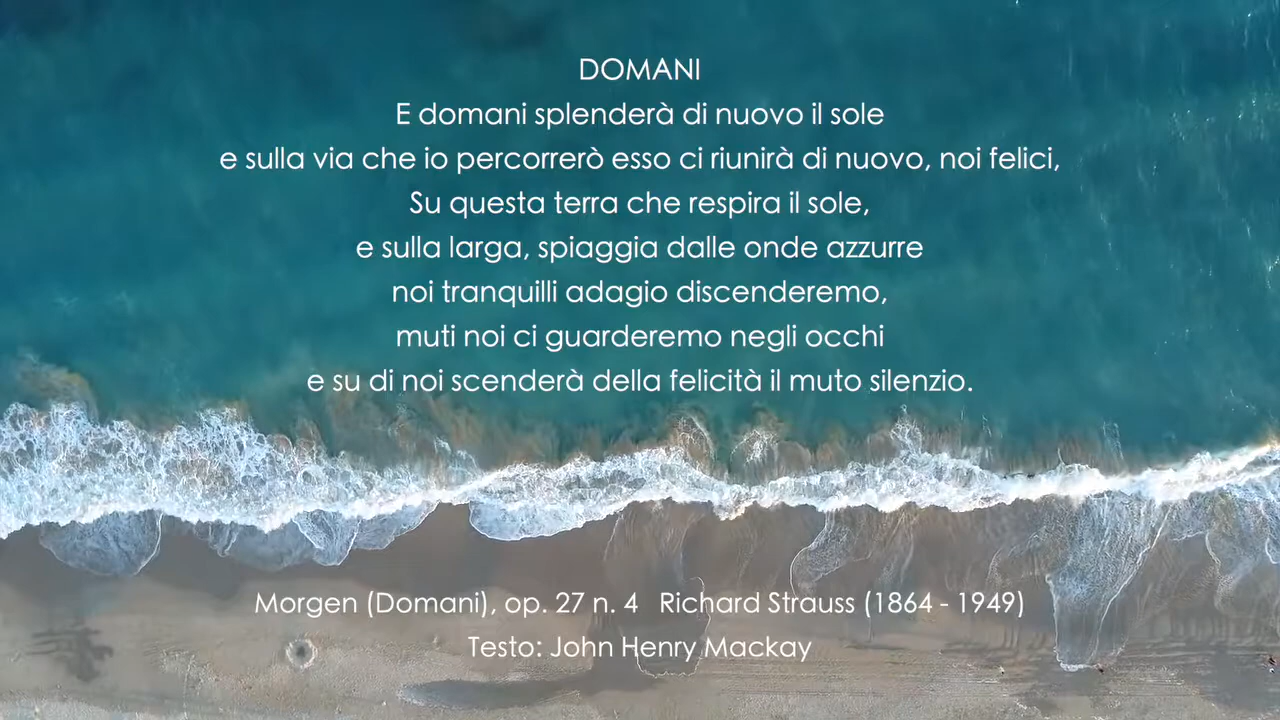 DOMANI
E domani splenderà di nuovo il sole
e sulla via che io percorrerò esso ci riunirà di nuovo, noi felici,
Su questa terra che respira il sole,
e sulla larga, spiaggia dalle onde azzurre
noi tranquilli adagio discenderemo,
muti noi ci guarderemo negli occhi
e su di noi scenderà della felicità il muto silenzio.
Morgen (Domani), op. 27 n. 4 Richard Strauss (1864 - 1949)
Testo: John Henry Mackay